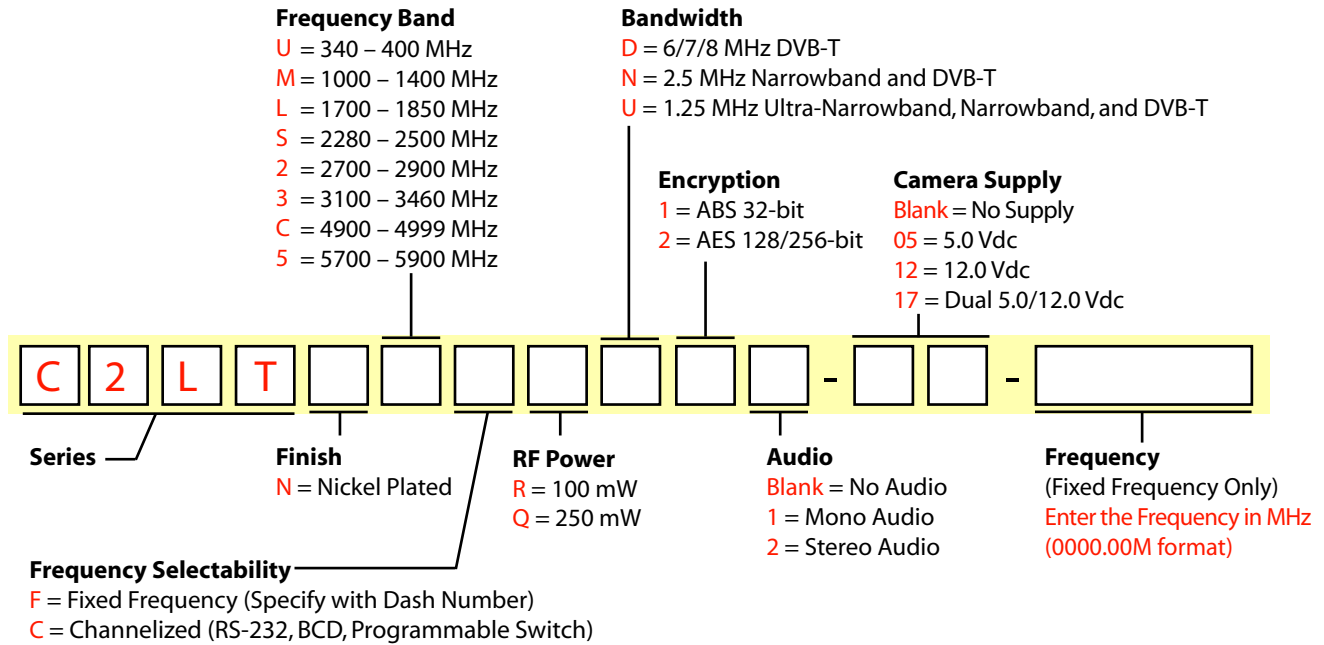 Frequency Band
U = 340 – 400 MHz
M = 1000 – 1400 MHz
L = 1700 – 1850 MHz
S = 2280 – 2500 MHz
2 = 2700 – 2900 MHz
3 = 3100 – 3460 MHz
C = 4900 – 4999 MHz
5 = 5700 – 5900 MHz
Bandwidth
D = 6/7/8 MHz DVB-T
N = 2.5 MHz Narrowband and DVB-T
U = 1.25 MHz Ultra-Narrowband, Narrowband, and DVB-T
Encryption
1 = ABS 32-bit
2 = AES 128/256-bit
Camera Supply
Blank = No Supply
05 = 5.0 Vdc
12 = 12.0 Vdc
17 = Dual 5.0/12.0 Vdc
C 2 L T - -
Series
Finish
N = Nickel Plated
RF Power
R = 100 mW
Q = 250 mW
Audio
Blank = No Audio
1 = Mono Audio
2 = Stereo Audio
Frequency
(Fixed Frequency Only)
Enter the Frequency in MHz
(0000.00M format)
Frequency Selectability
F = Fixed Frequency (Specify with Dash Number)
C = Channelized (RS-232, BCD, Programmable Switch)